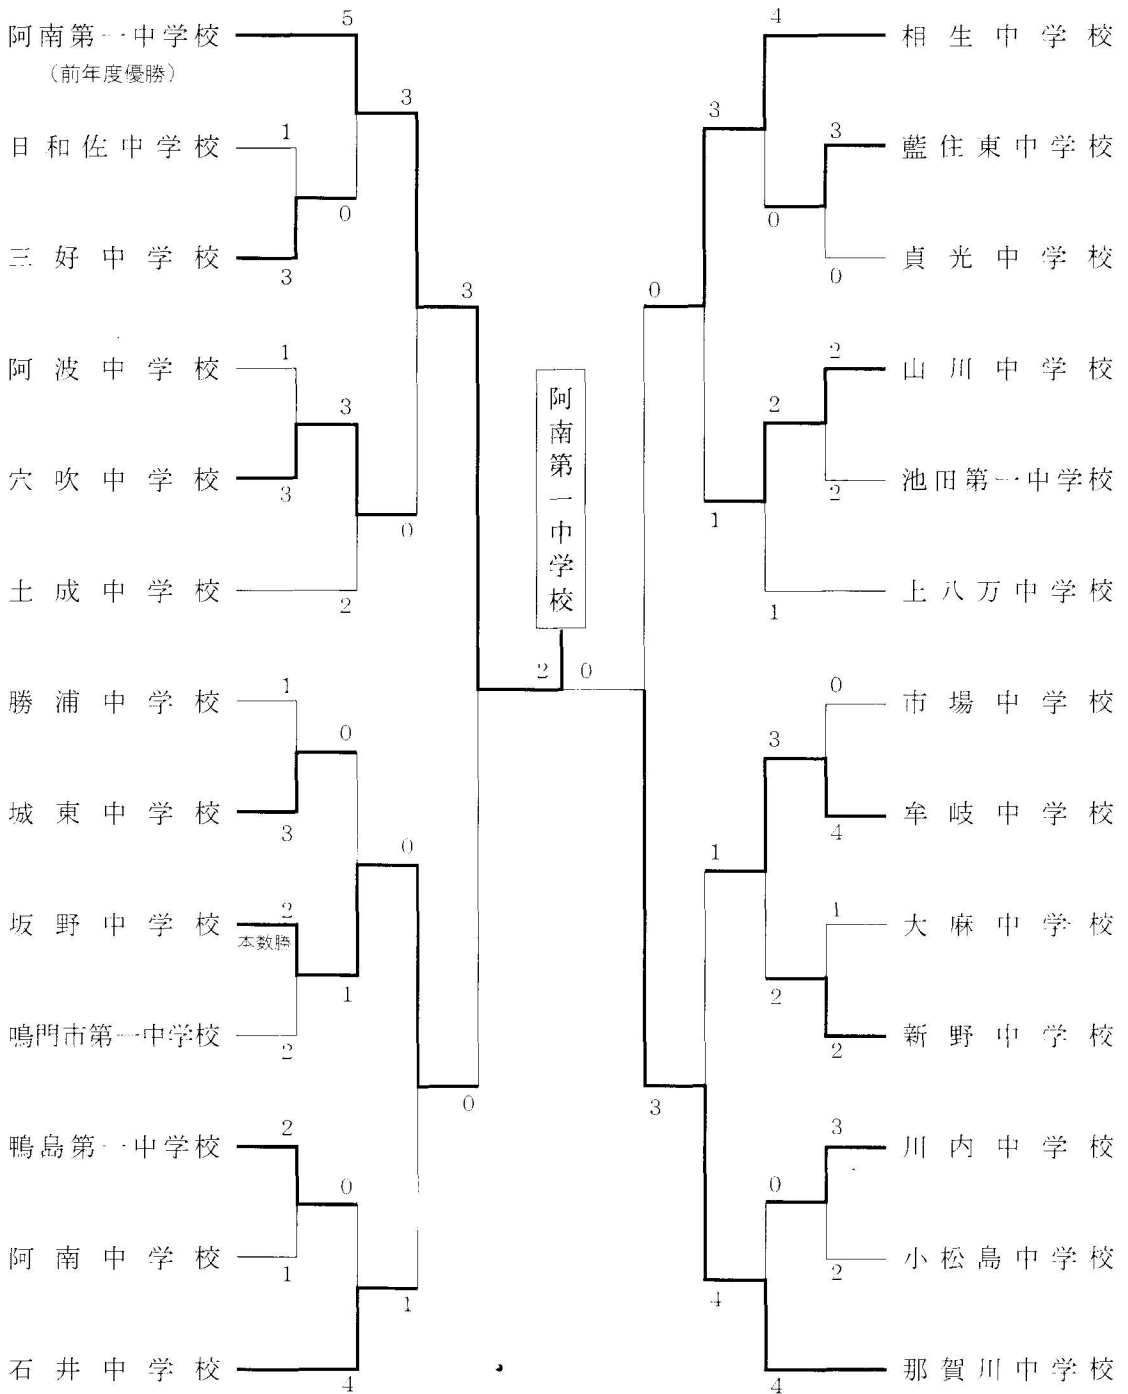 阿南第一中学校
（前年度優勝）
日和佐中学校
三好中学校
阿波中学校
穴吹中学校
土成中学校
勝浦中学校
城東中学校
坂野中学校
本数勝
鳴門市第一中学校
鴨島第一中学校
阿南中学校
石井中学校
5
1
3
0
3
1
3
3
2
0
3
1
3
0
2
2
1
0
2
1
0
4
1
0
阿南第一中学校
2
0
4
3
0
3
0
2
2
2
1
1
0
0
4
3
1
2
2
1
3
2
0
4
4
3
相生中学校
藍住東中学校
貞光中学校
山川中学校
池田第一中学校
上八万中学校
市場中学校
牟岐中学校
大麻中学校
新野中学校
川内中学校
小松島中学校
那賀川中学校